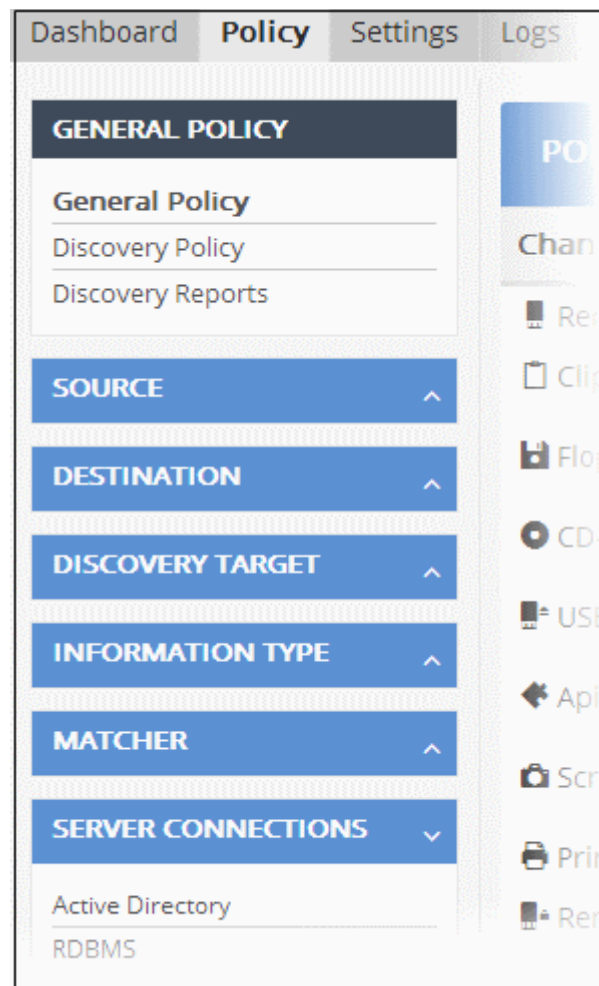 Dashboard Policy Settings Logs
GENERAL POLICY
General Policy
Discovery Policy
Discovery Reports
SOURCE
DESTINATION
DISCOVERY TARGET
INFORMATION TYPE
MATCHER
SERVER CONNECTIONS
Active Directory
RDBMS